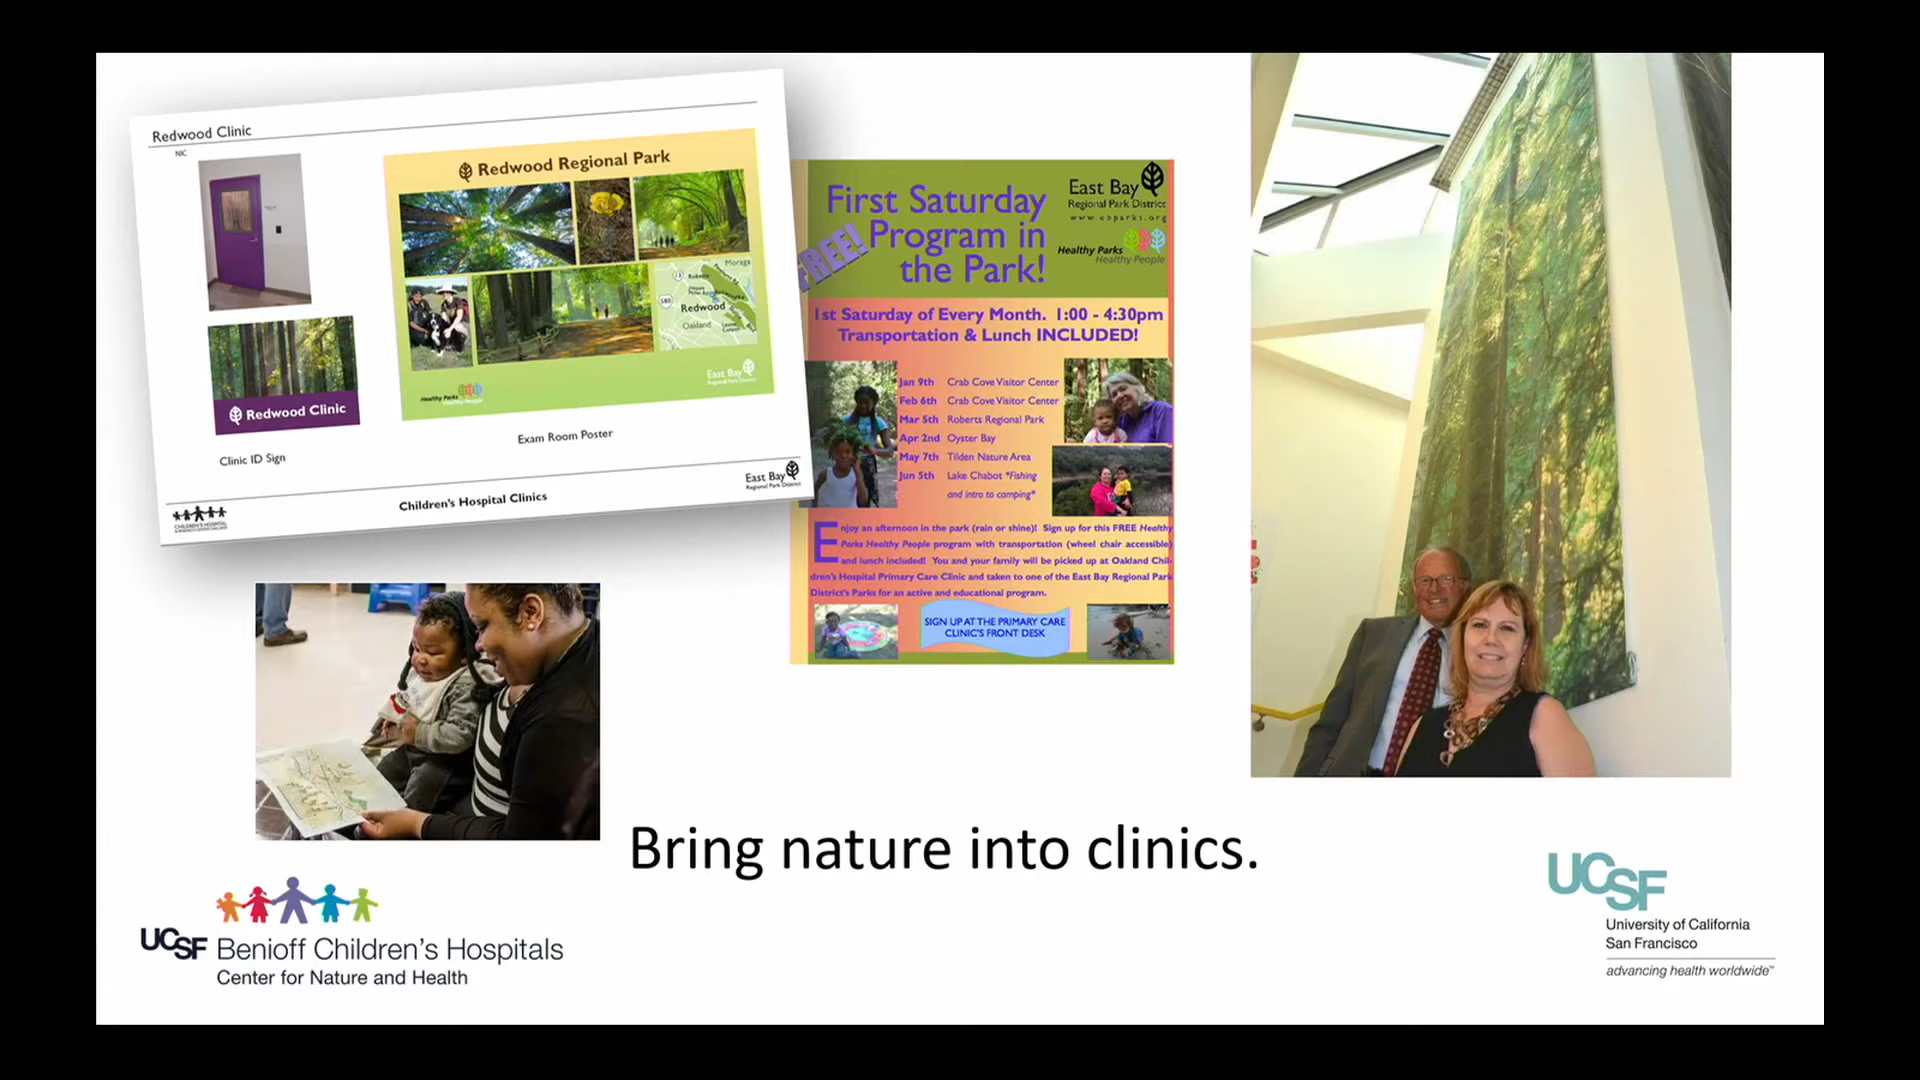 Redwood Clinic
NIC
Redwood Regional Park
Moraga
13
Roberts
580
Redwood
Oakland
Redwood Clinic
Healthy Parks
Healthy People
East Bay
Regional Park District
Clinic ID Sign
Exam Room Poster
Children's Hospital Clinics
East Bay
Regional Park District
First Saturday
Program in
the Park!
FREE!
East Bay
Regional Park District
www.ebparks.org
Healthy Parks
Healthy People
1st Saturday of Every Month. 1:00 - 4:30pm
Transportation & Lunch INCLUDED!
Jan 9th Crab Cove Visitor Center
Feb 6th Crab Cove Visitor Center
Mar 5th Roberts Regional Park
Apr 2nd Oyster Bay
May 7th Tilden Nature Area
Jun 5th Lake Chabot *Fishing
and intro to camping*
Enjoy an afternoon in the park (rain or shine)! Sign up for this FREE Healthy
Parks Healthy People program with transportation (wheel chair accessible)
and lunch included! You and your family will be picked up at Oakland Chil-
dren's Hospital Primary Care Clinic and taken to one of the East Bay Regional Park
District's Parks for an active and educational program.
SIGN UP AT THE PRIMARY CARE
CLINIC'S FRONT DESK
Bring nature into clinics.
UCSF Benioff Children's Hospitals
Center for Nature and Health
UCSF
University of California
San Francisco
advancing health worldwide™